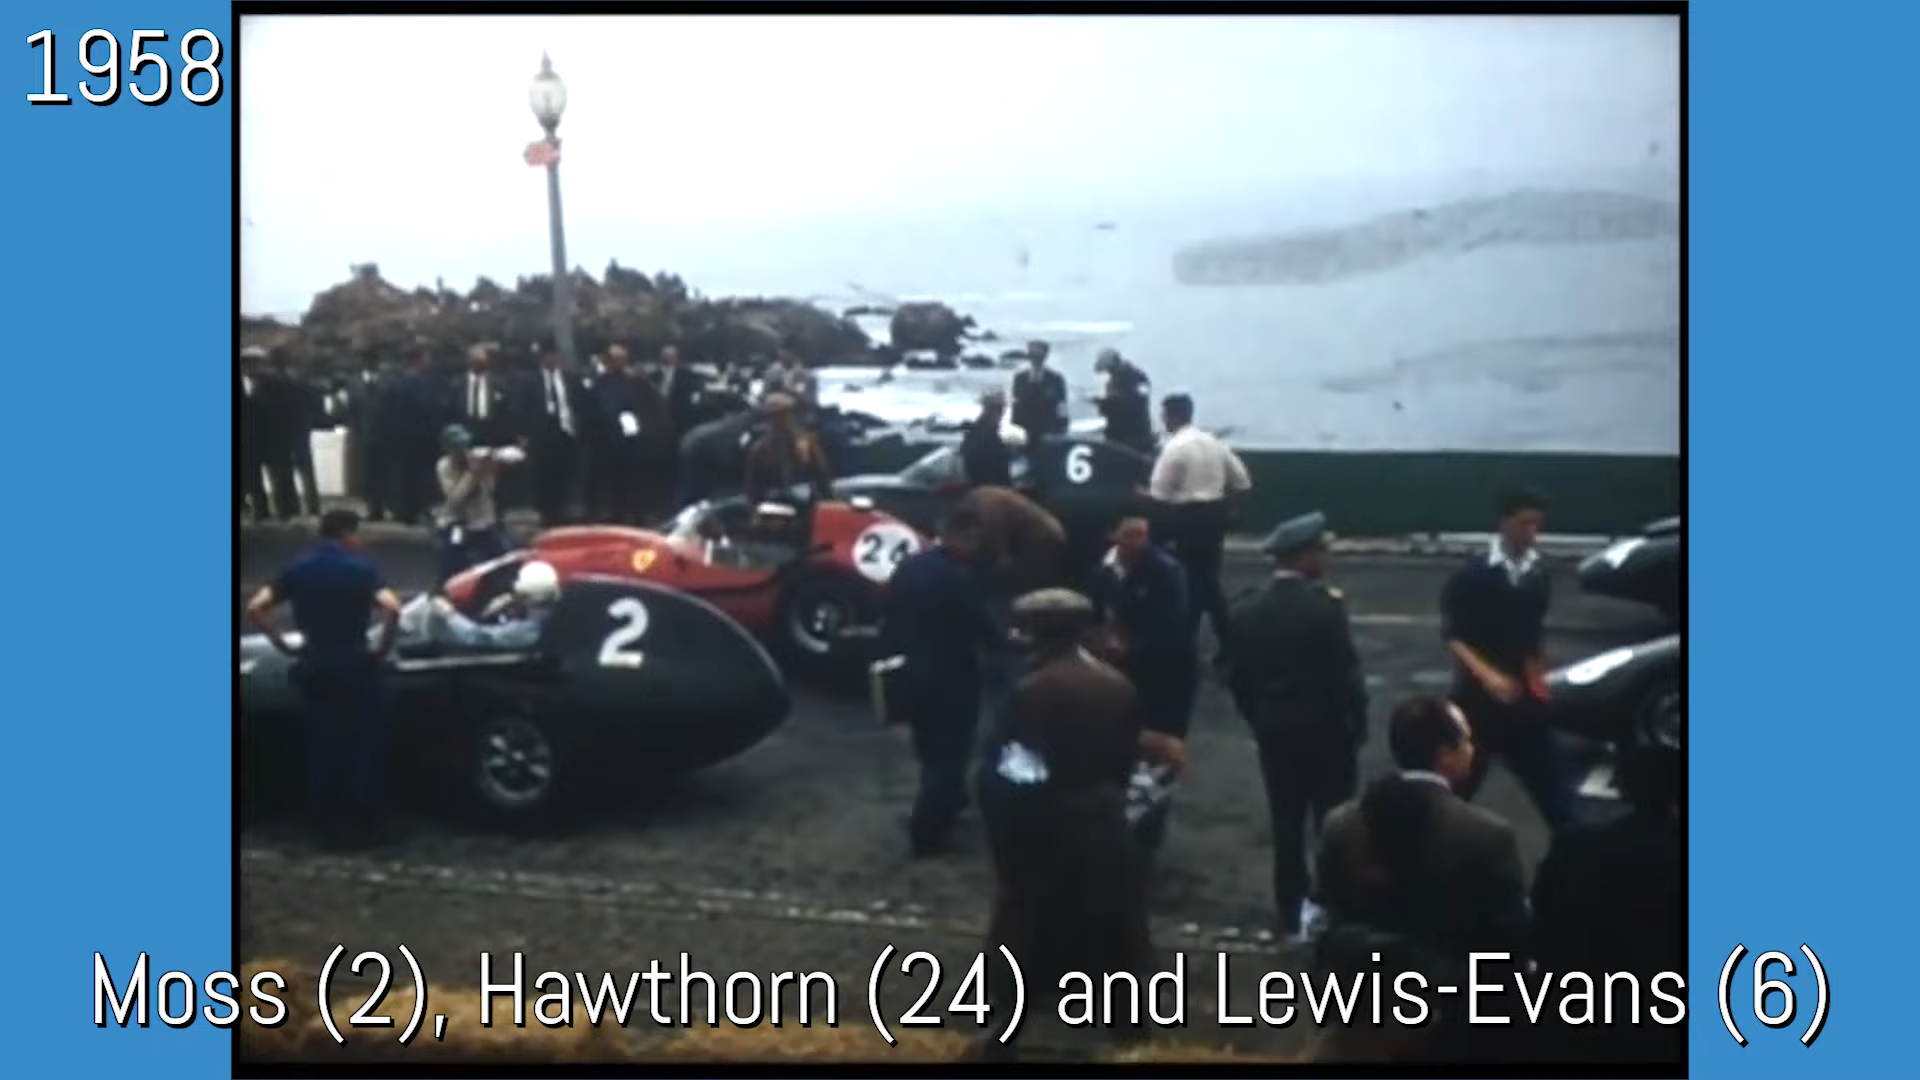 1958
6
24
2
Moss (2), Hawthorn (24) and Lewis-Evans (6)